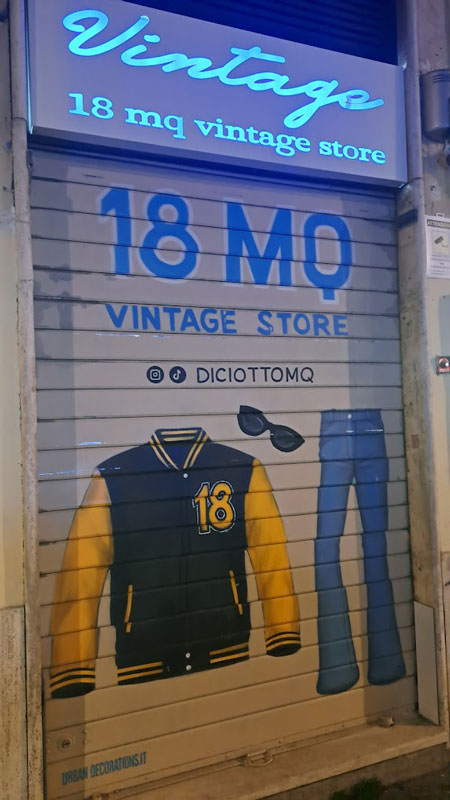 Vintage
18 mq vintage store
18 MQ
VINTAGE STORE
DICIOTTOMQ
18
URBAN DECORATIONS.IT